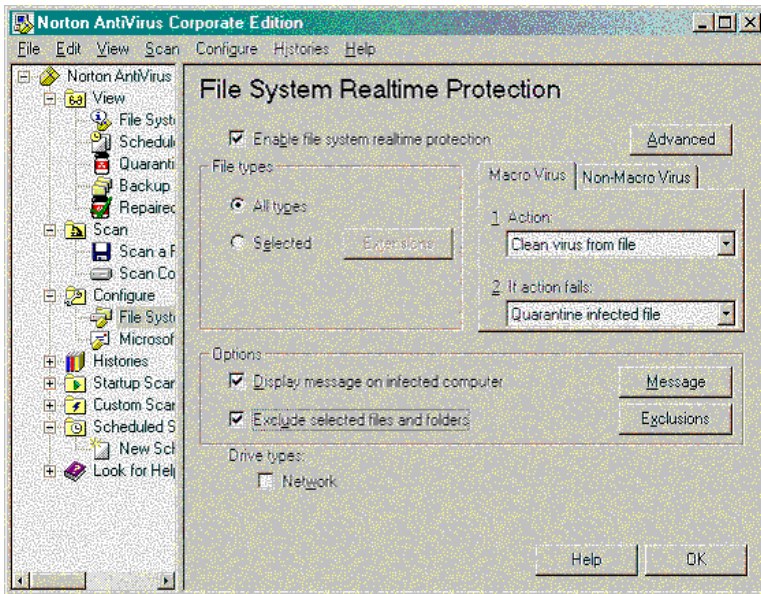 Norton AntiVirus Corporate Edition
File Edit View Scan Configure Histories Help
Norton AntiVirus
View
File Syst
Schedul
Quaranti
Backup
Repaired
Scan
Scan a F
Scan Co
Configure
File Syst
Microsof
Histories
Startup Scar
Custom Scar
Scheduled S
New Sch
Look for Help
File System Realtime Protection
Enable file system realtime protection
Advanced
File types
All types
Selected
Extensions
Macro Virus
Non-Macro Virus
1 Action:
Clean virus from file
2 If action fails:
Quarantine infected file
Options
Display message on infected computer
Message
Exclude selected files and folders
Exclusions
Drive types:
Network
Help
OK